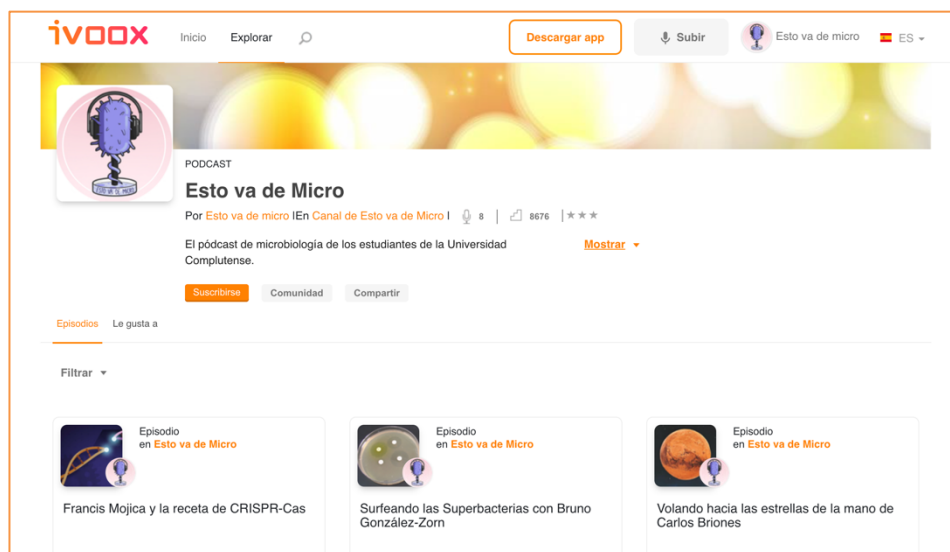 ivoox
Inicio
Explorar
Descargar app
Subir
Esto va de micro
ES
ESTO VA DE MICRO
PODCAST
Esto va de Micro
Por Esto va de micro IEn Canal de Esto va de Micro I 8 | 8676 |★★★
El pódcast de microbiología de los estudiantes de la Universidad
Complutense.
Mostrar
Suscribirse
Comunidad
Compartir
Episodios
Le gusta a
Filtrar
Episodio
en Esto va de Micro
Francis Mojica y la receta de CRISPR-Cas
Episodio
en Esto va de Micro
Surfeando las Superbacterias con Bruno
González-Zorn
Episodio
en Esto va de Micro
Volando hacia las estrellas de la mano de
Carlos Briones